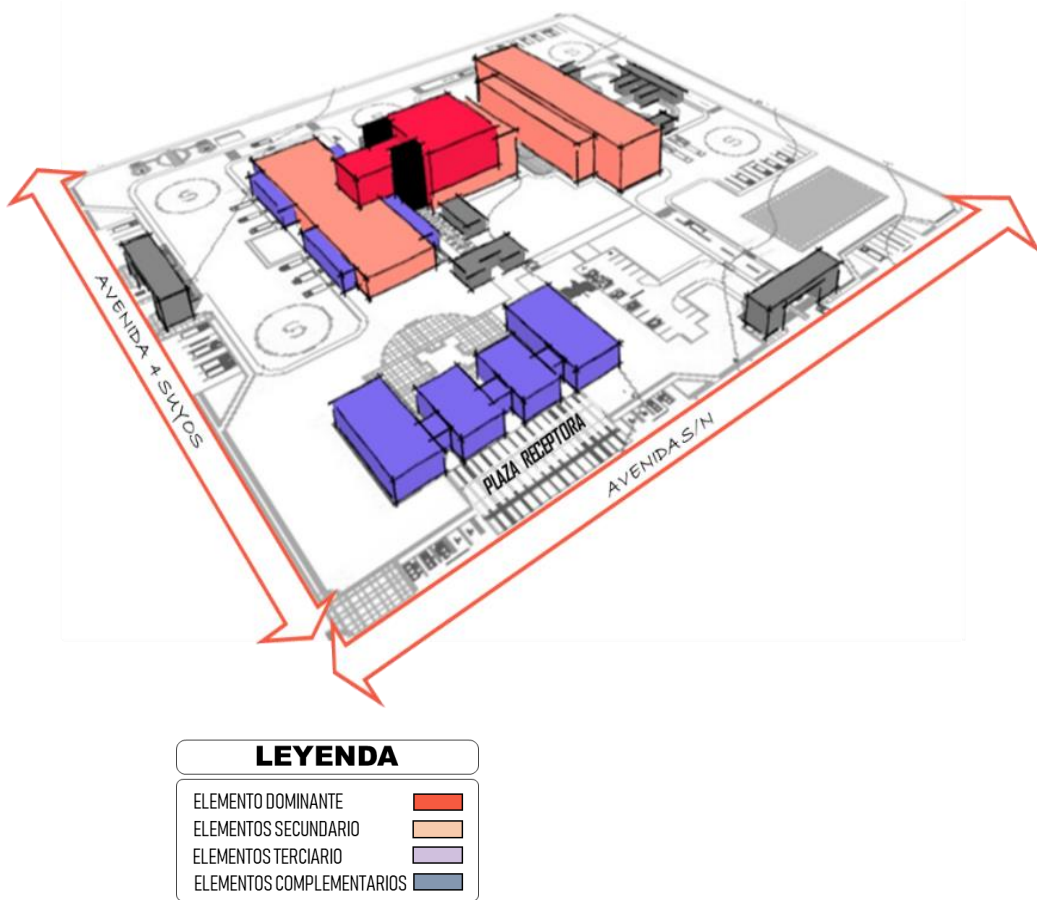 S
S
S
S
AVENIDA 4 SUYOS
PLAZA RECEPTORA
AVENIDA S/N
LEYENDA
ELEMENTO DOMINANTE
ELEMENTOS SECUNDARIO
ELEMENTOS TERCIARIO
ELEMENTOS COMPLEMENTARIOS